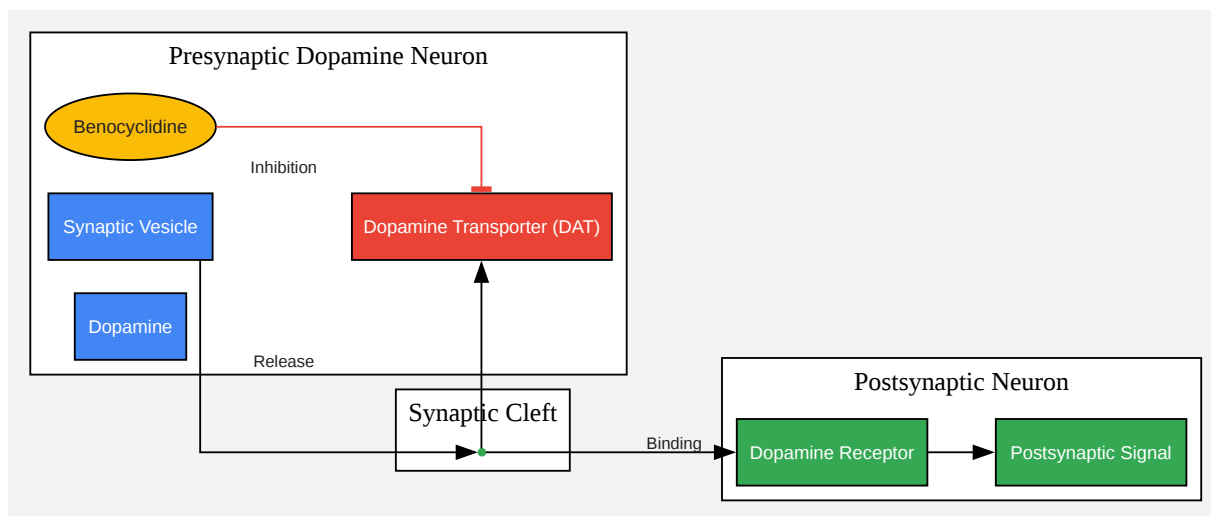 Presynaptic Dopamine Neuron
Benocyclidine
Inhibition
Synaptic Vesicle
Dopamine Transporter (DAT)
Dopamine
Release
Synaptic Cleft
Postsynaptic Neuron
Binding
Dopamine Receptor
Postsynaptic Signal